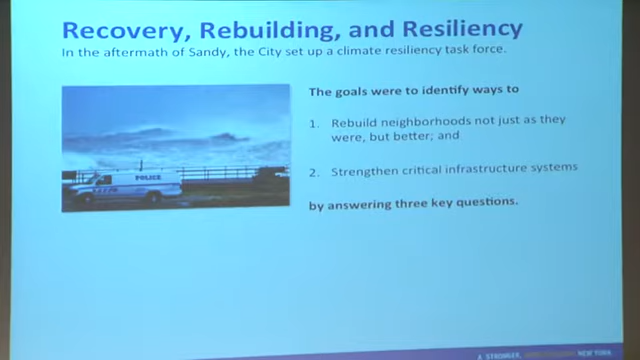 Recovery, Rebuilding, and Resiliency
In the aftermath of Sandy, the City set up a climate resiliency task force.
The goals were to identify ways to
1. Rebuild neighborhoods not just as they
were, but better; and
2. Strengthen critical infrastructure systems
by answering three key questions.
POLICE
A STRONGER, NEW YORK